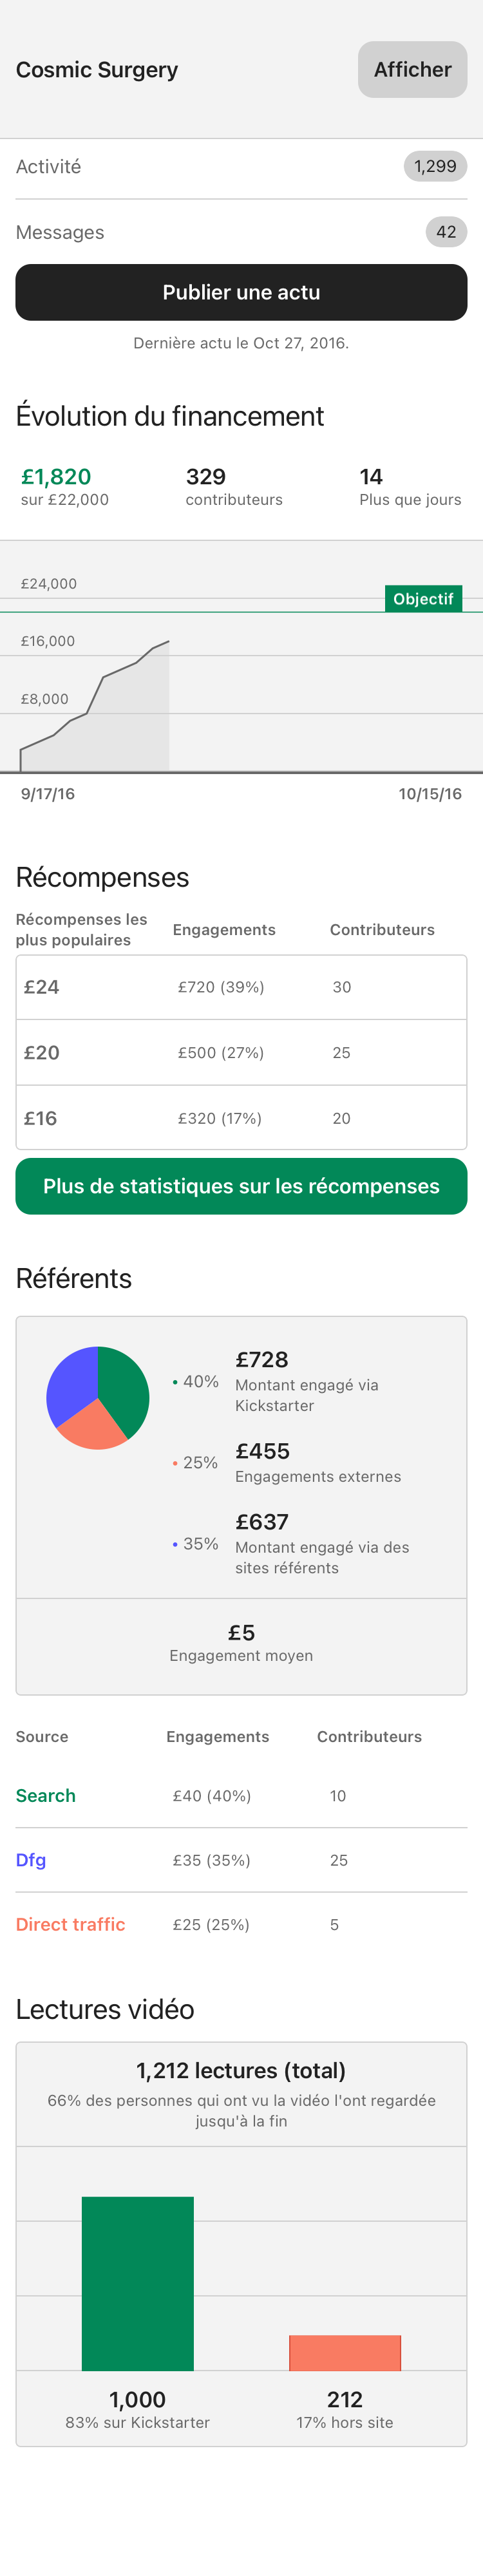 Cosmic Surgery
Afficher
Activité
1,299
Messages
42
Publier une actu
Dernière actu le Oct 27, 2016.
Évolution du financement
£1,820
329
14
sur £22,000
contributeurs
Plus que jours
£24,000
Objectif
£16,000
£8,000
9/17/16
10/15/16
Récompenses
Récompenses les
plus populaires
Engagements
Contributeurs
£24
£720 (39%)
30
£20
£500 (27%)
25
£16
£320 (17%)
20
Plus de statistiques sur les récompenses
Référents
• 40%
£728
Montant engagé via
Kickstarter
• 25%
£455
Engagements externes
• 35%
£637
Montant engagé via des
sites référents
£5
Engagement moyen
Source
Engagements
Contributeurs
Search
£40 (40%)
10
Dfg
£35 (35%)
25
Direct traffic
£25 (25%)
5
Lectures vidéo
1,212 lectures (total)
66% des personnes qui ont vu la vidéo l'ont regardée
jusqu'à la fin
1,000
212
83% sur Kickstarter
17% hors site